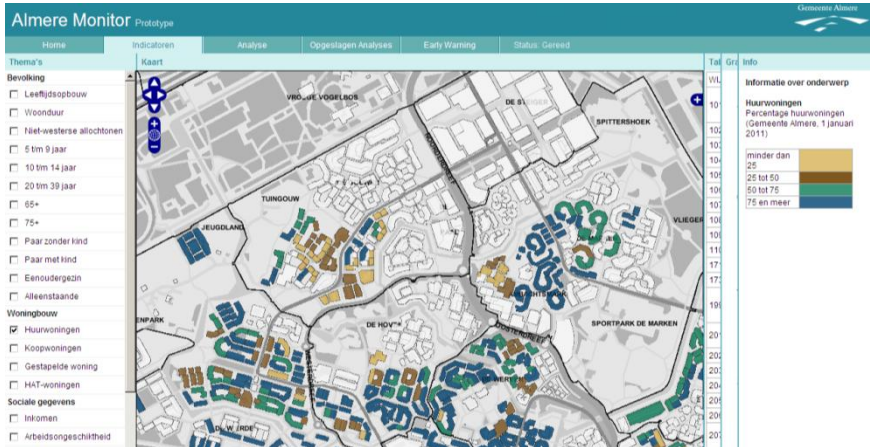 Almere Monitor Prototype
Gemeente Almere
Home
Indicatoren
Analyse
Opgeslagen Analyses
Early Warning
Status: Gereed
Thema's
Kaart
Tal
Gra
Info
Bevolking
Leeftijdsopbouw
Woonduur
Niet-westerse allochtonen
5 t/m 9 jaar
10 t/m 14 jaar
20 t/m 39 jaar
65+
75+
Paar zonder kind
Paar met kind
Eenoudergezin
Alleenstaande
Woningbouw
Huurwoningen
Koopwoningen
Gestapelde woning
HAT-woningen
Sociale gegevens
Inkomen
Arbeidsongeschiktheid
VROEGE VOGELBOS
SPITTERSHOEK
TUINGOUW
JEUGDLAND
VLIEGER
ENPARK
DE HOV
SPORTPARK DE MARKEN
WL
Informatie over onderwerp
Huurwoningen
Percentage huurwoningen
(Gemeente Almere, 1 januari
2011)
minder dan
25
25 tot 50
50 tot 75
75 en meer